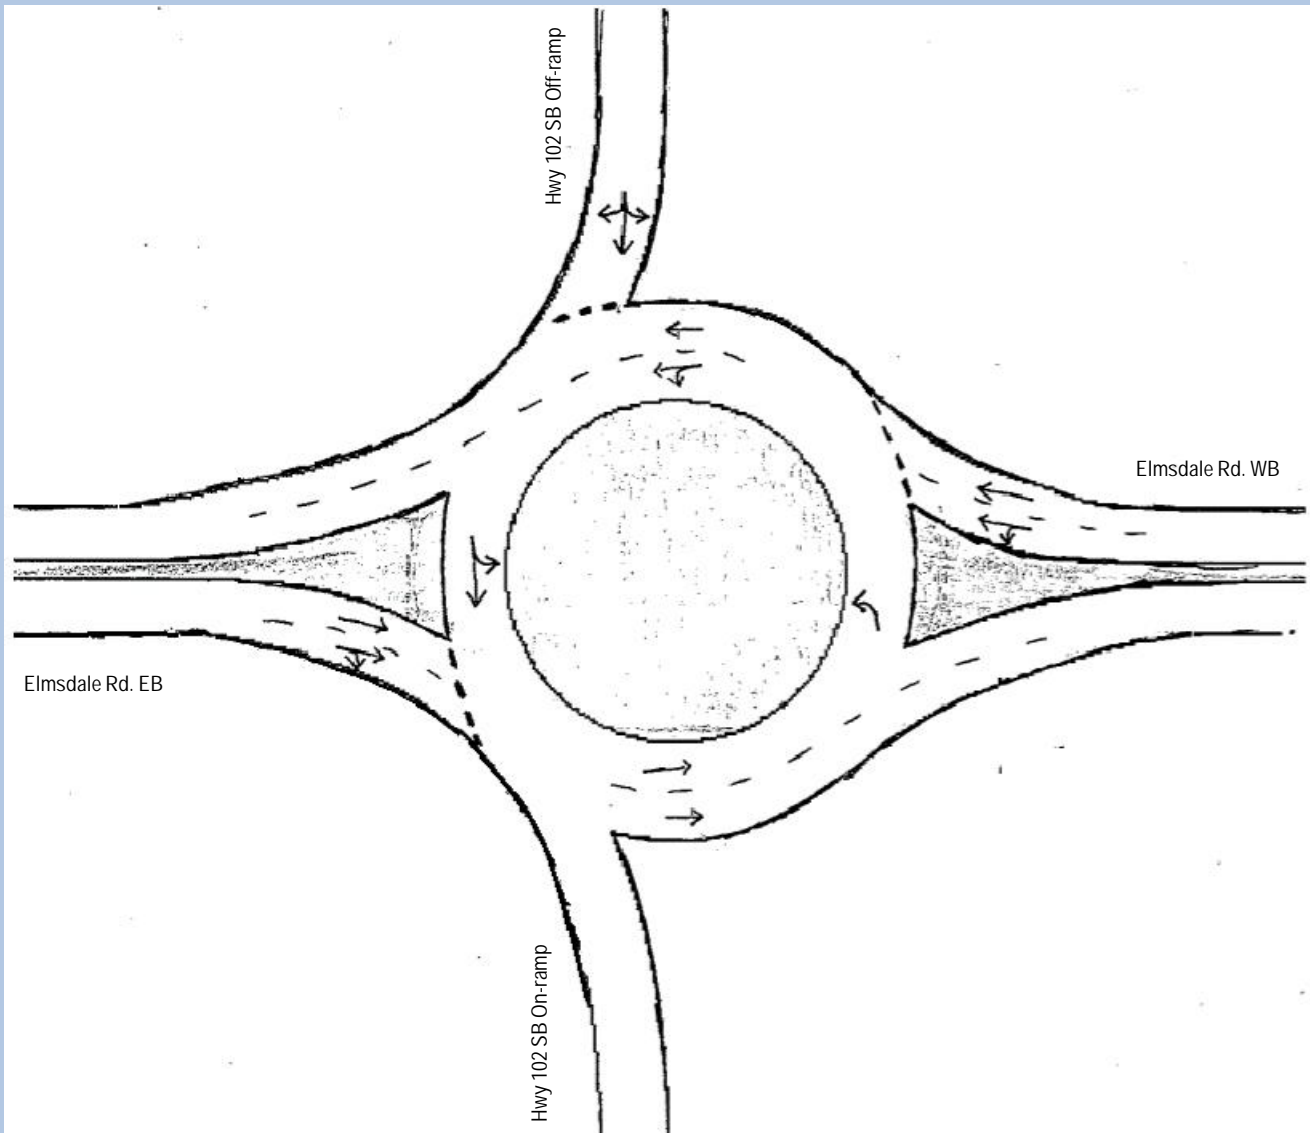 Hwy 102 SB Off-ramp
Elmsdale Rd. WB
Elmsdale Rd. EB
Hwy 102 SB On-ramp